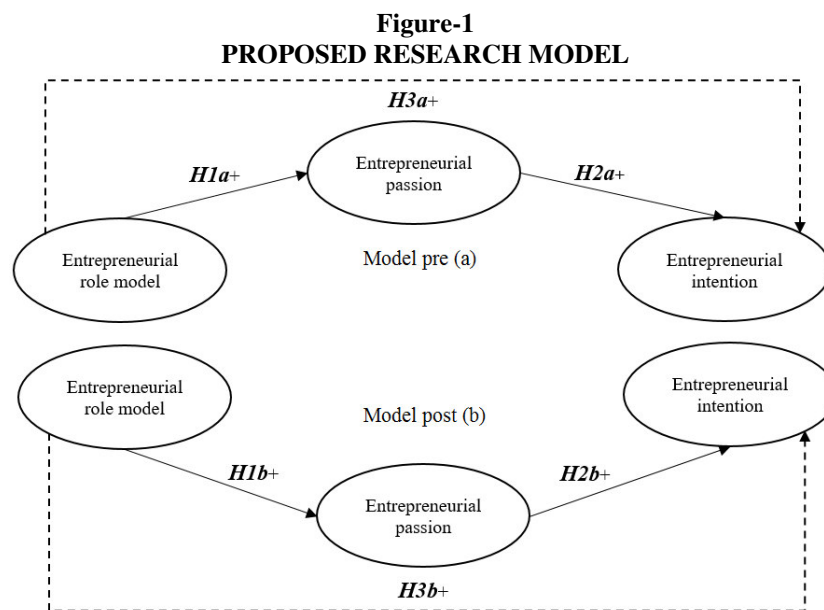 Figure-1
PROPOSED RESEARCH MODEL
H3a+
Entrepreneurial
passion
H1a+
H2a+
Entrepreneurial
role model
Model pre (a)
Entrepreneurial
intention
Entrepreneurial
role model
Model post (b)
Entrepreneurial
intention
H1b+
H2b+
Entrepreneurial
passion
H3b+